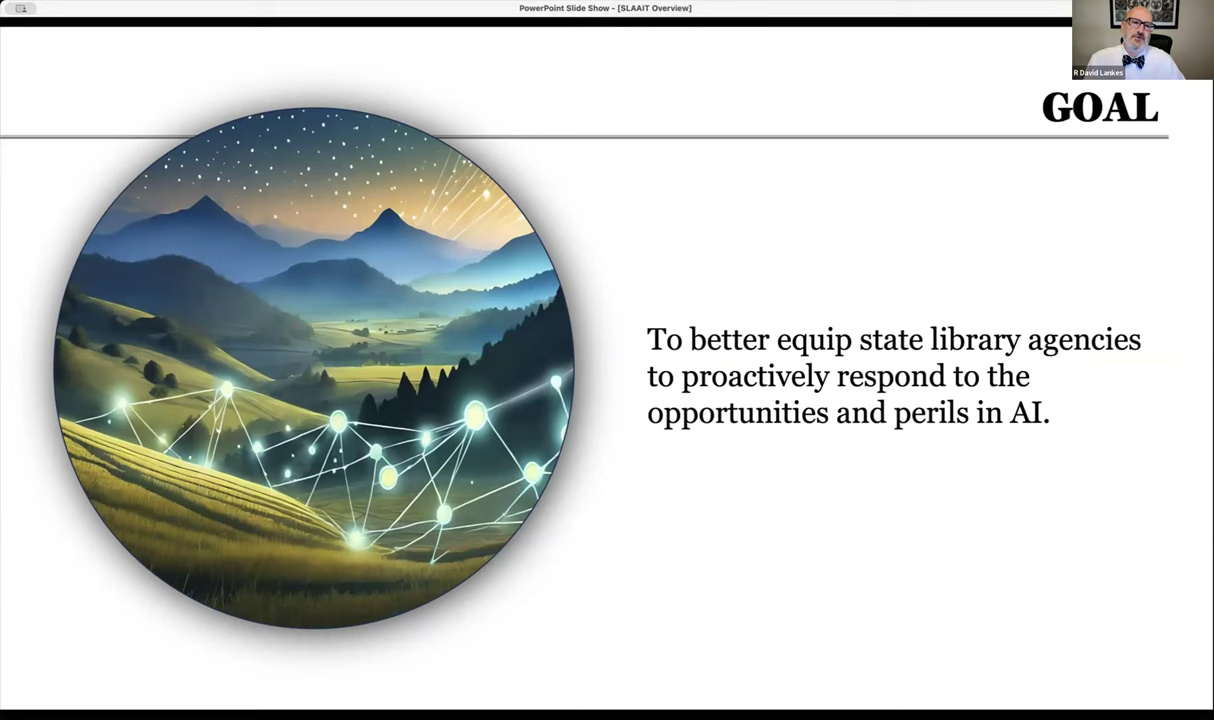 PowerPoint Slide Show - [SLAAIT Overview]
R David Lankes
GOAL
To better equip state library agencies
to proactively respond to the
opportunities and perils in AI.